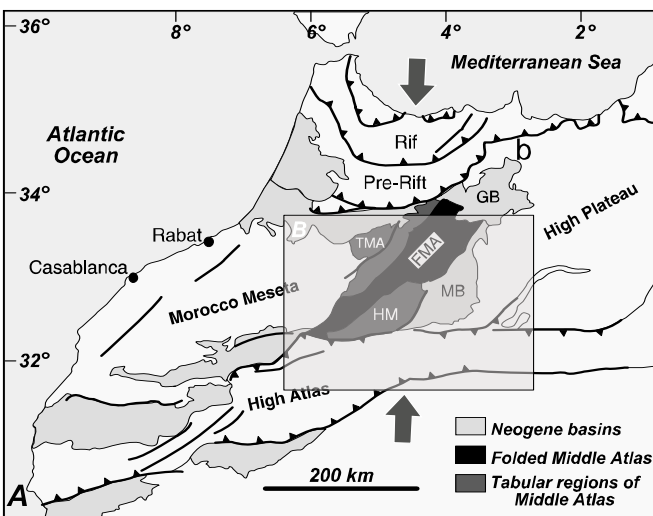 8° 6° 4° 2°
36°
Mediterranean Sea
Atlantic
Ocean
Rif
b
Pre-Rift
34°
GB
High Plateau
Rabat
B
TMA
FMA
Casablanca
MB
Morocco Meseta
HM
32°
High Atlas
Neogene basins
Folded Middle Atlas
200 km
Tabular regions of
Middle Atlas
A